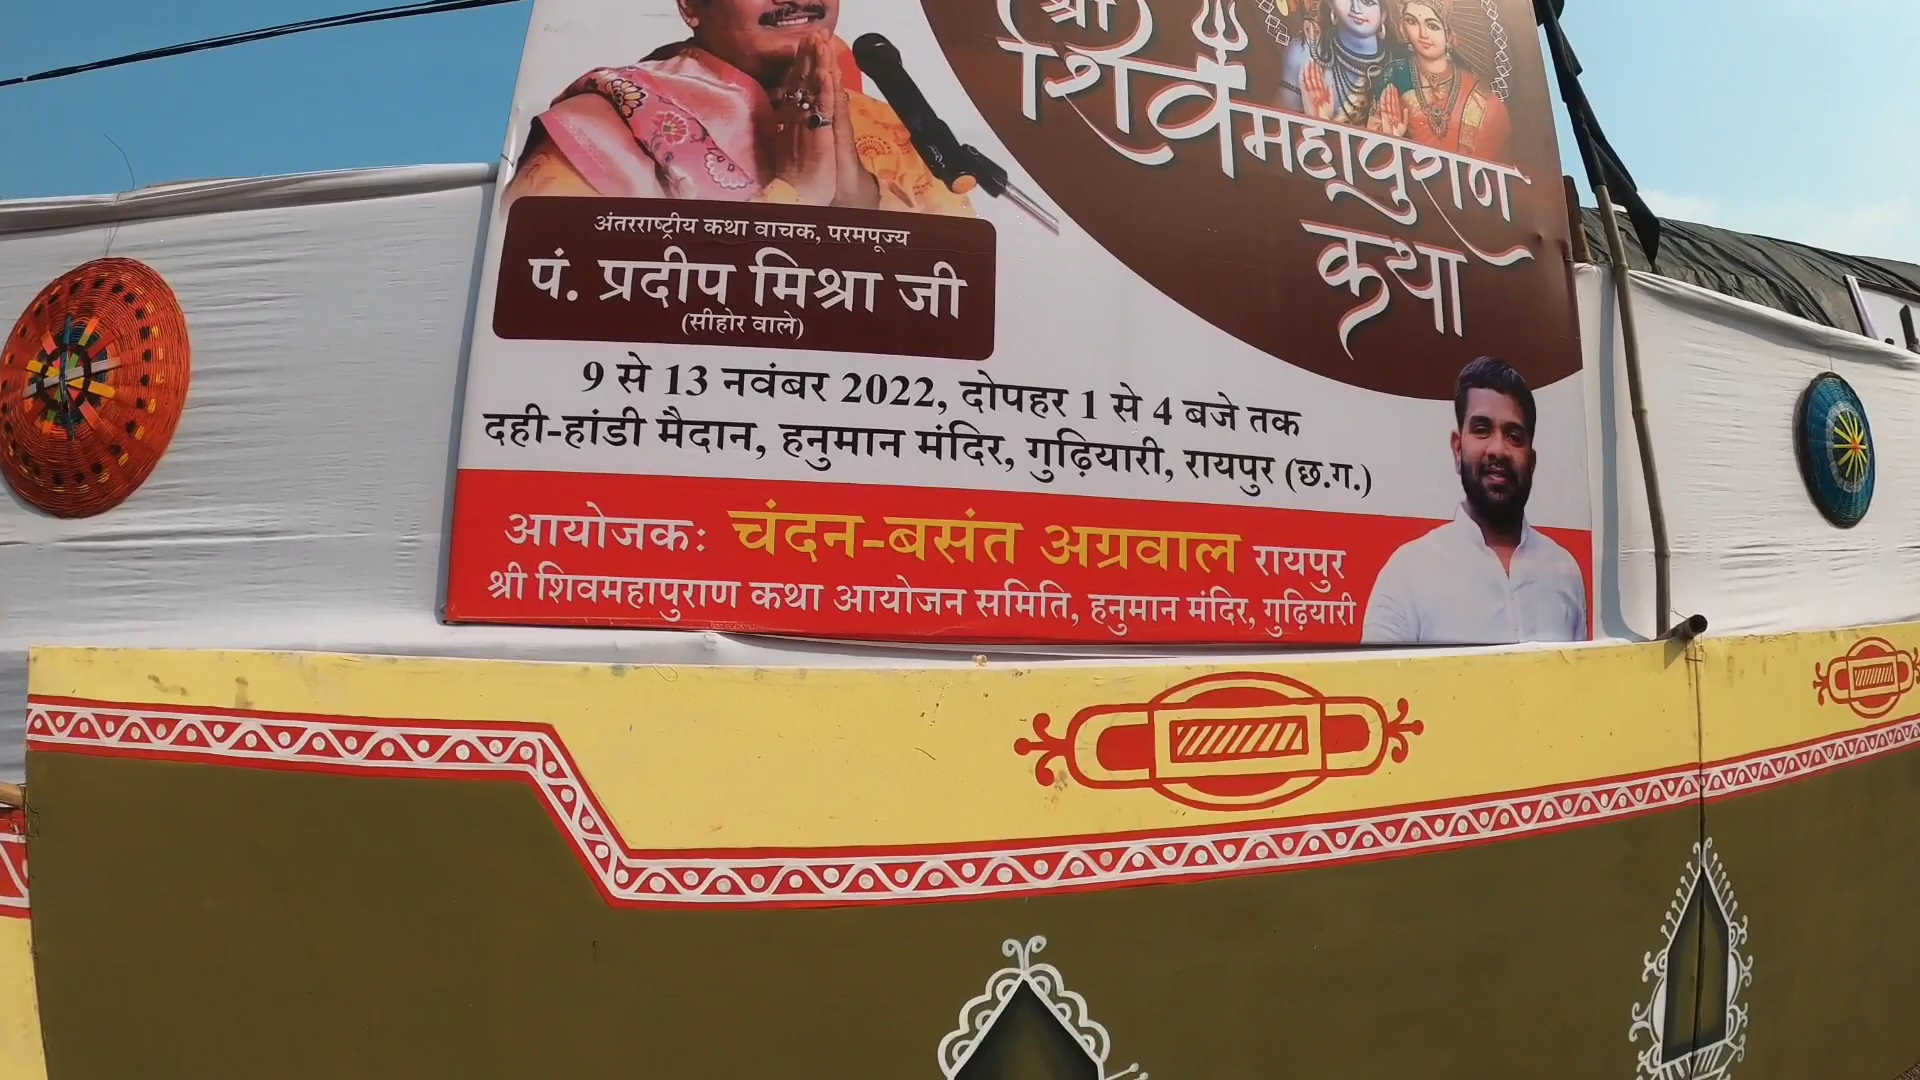 श्री
शिवमहापुराण
कथा
अंतरराष्ट्रीय कथा वाचक, परमपूज्य
पं. प्रदीप मिश्रा जी
(सीहोर वाले)
9 से 13 नवंबर 2022, दोपहर 1 से 4 बजे तक
दही-हांडी मैदान, हनुमान मंदिर, गुढ़ियारी, रायपुर (छ.ग.)
आयोजकः चंदन-बसंत अग्रवाल रायपुर
श्री शिवमहापुराण कथा आयोजन समिति, हनुमान मंदिर, गुढ़ियारी